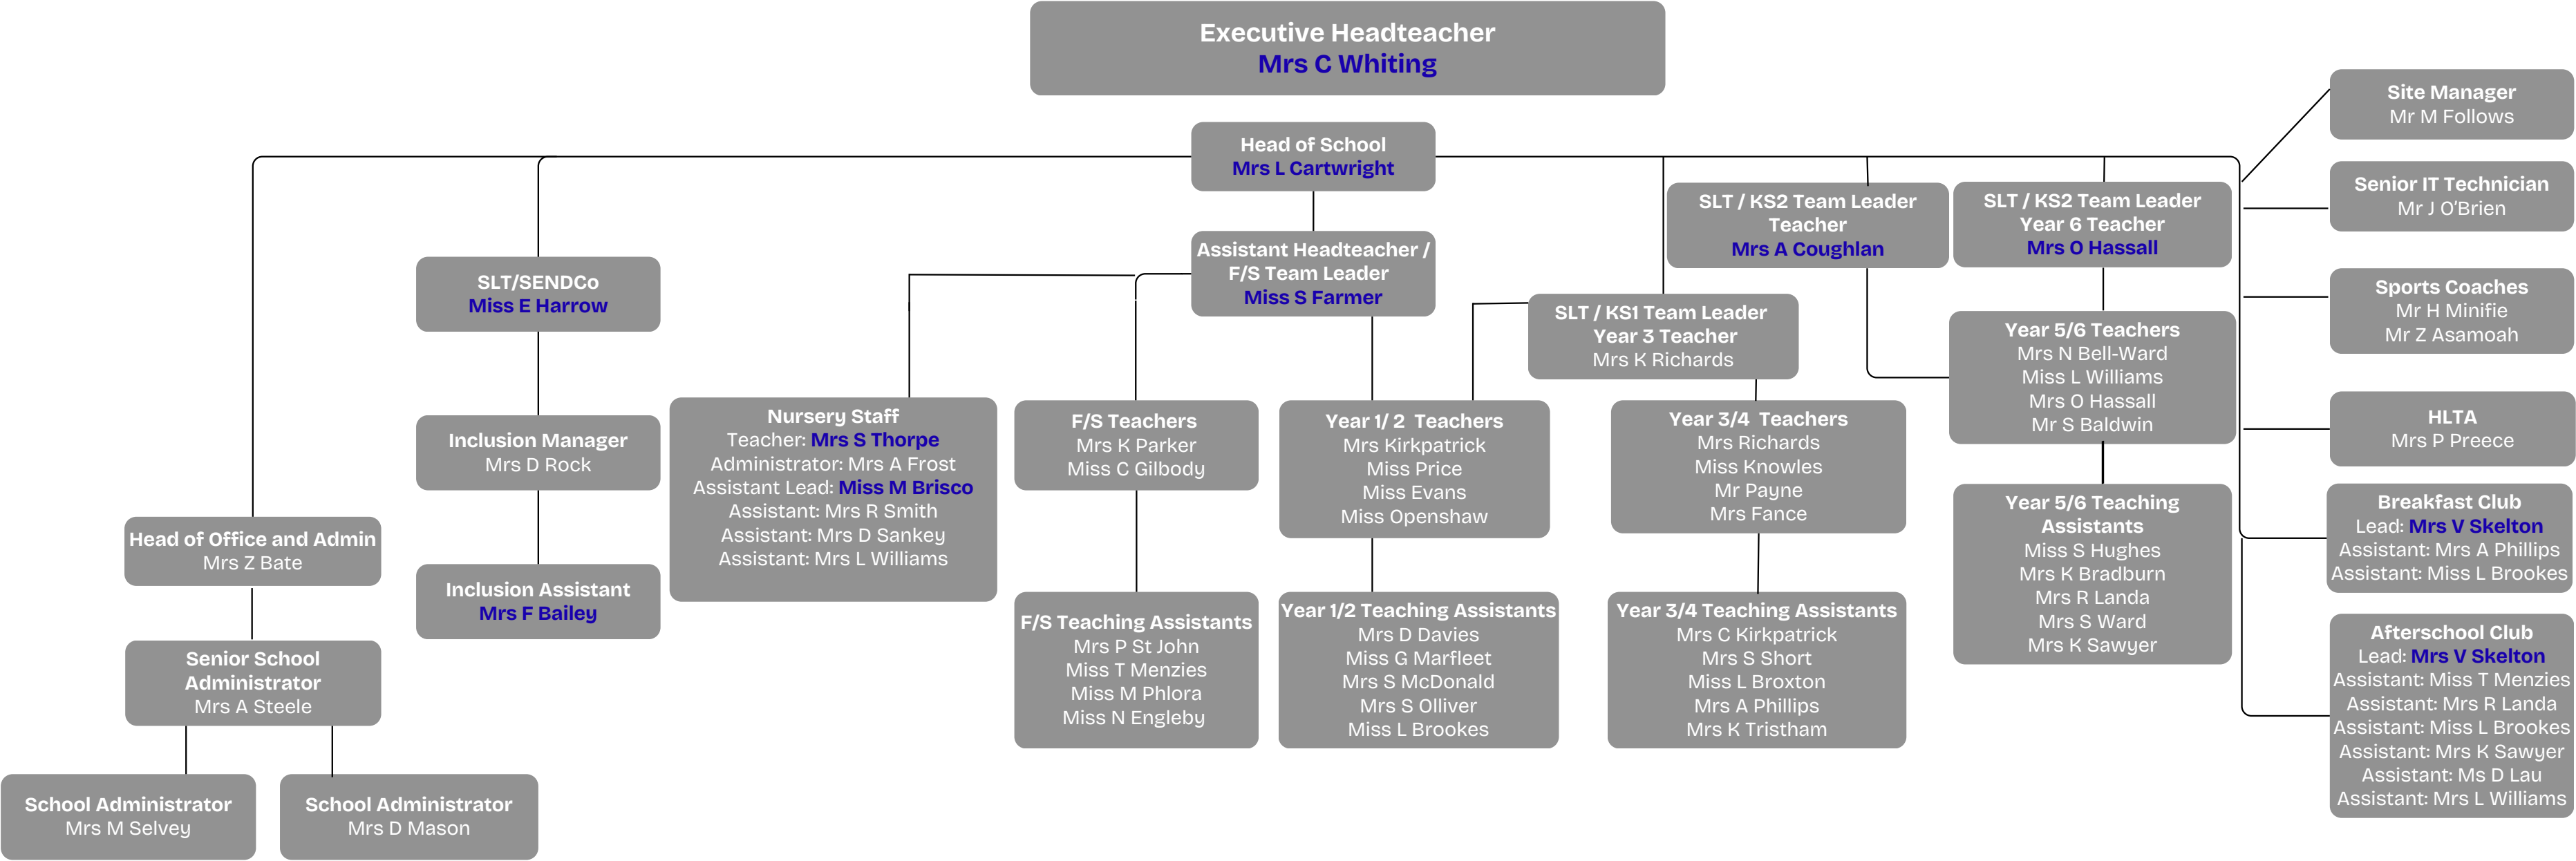 Executive Headteacher
Mrs C Whiting
Head of School
Mrs L Cartwright
Assistant Headteacher /
F/S Team Leader
Miss S Farmer
SLT/SENDCo
Miss E Harrow
Inclusion Manager
Mrs D Rock
Inclusion Assistant
Mrs F Bailey
Head of Office and Admin
Mrs Z Bate
Senior School
Administrator
Mrs A Steele
School Administrator
Mrs M Selvey
School Administrator
Mrs D Mason
Nursery Staff
Teacher: Mrs S Thorpe
Administrator: Mrs A Frost
Assistant Lead: Miss M Brisco
Assistant: Mrs R Smith
Assistant: Mrs D Sankey
Assistant: Mrs L Williams
F/S Teachers
Mrs K Parker
Miss C Gilbody
F/S Teaching Assistants
Mrs P St John
Miss T Menzies
Miss M Phlora
Miss N Engleby
Year 1/ 2 Teachers
Mrs Kirkpatrick
Miss Price
Miss Evans
Miss Openshaw
Year 1/2 Teaching Assistants
Mrs D Davies
Miss G Marfleet
Mrs S McDonald
Mrs S Olliver
Miss L Brookes
SLT / KS1 Team Leader
Year 3 Teacher
Mrs K Richards
Year 3/4 Teachers
Mrs Richards
Miss Knowles
Mr Payne
Mrs Fance
Year 3/4 Teaching Assistants
Mrs C Kirkpatrick
Mrs S Short
Miss L Broxton
Mrs A Phillips
Mrs K Tristham
SLT / KS2 Team Leader
Teacher
Mrs A Coughlan
SLT / KS2 Team Leader
Year 6 Teacher
Mrs O Hassall
Year 5/6 Teachers
Mrs N Bell-Ward
Miss L Williams
Mrs O Hassall
Mr S Baldwin
Year 5/6 Teaching
Assistants
Miss S Hughes
Mrs K Bradburn
Mrs R Landa
Mrs S Ward
Mrs K Sawyer
Site Manager
Mr M Follows
Senior IT Technician
Mr J O’Brien
Sports Coaches
Mr H Minifie
Mr Z Asamoah
HLTA
Mrs P Preece
Breakfast Club
Lead: Mrs V Skelton
Assistant: Mrs A Phillips
Assistant: Miss L Brookes
Afterschool Club
Lead: Mrs V Skelton
Assistant: Miss T Menzies
Assistant: Mrs R Landa
Assistant: Miss L Brookes
Assistant: Mrs K Sawyer
Assistant: Ms D Lau
Assistant: Mrs L Williams